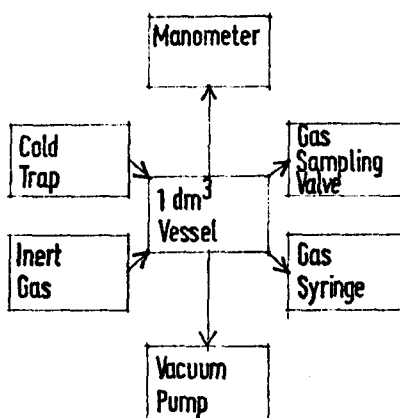 Manometer
Cold
Trap
Gas
Sampling
Valve
1 dm³
Vessel
Inert
Gas
Gas
Syringe
Vacuum
Pump